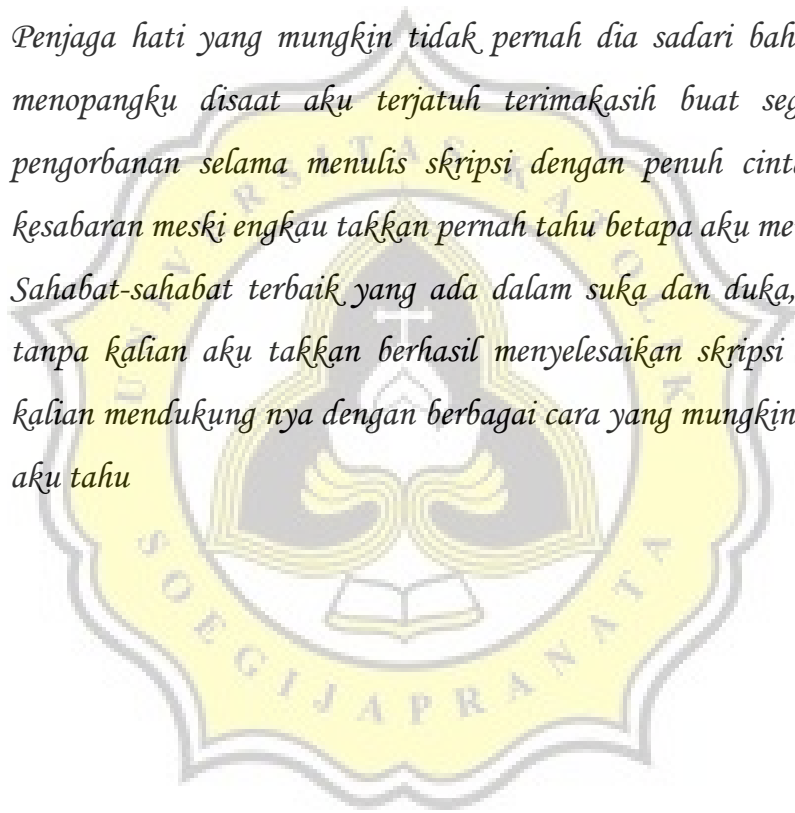 Penjaga hati yang mungkin tidak pernah dia sadari bah
menopangku disaat aku terjatuh terimakasih buat seg
pengorbanan selama menulis skripsi dengan penuh cint
kesabaran meski engkau takkan pernah tahu betapa aku me
Sahabat-sahabat terbaik yang ada dalam suka dan duka,
tanpa kalian aku takkan berhasil menyelesaikan skripsi
kalian mendukung nya dengan berbagai cara yang mungkin
aku tahu
UNIVERSITAS KATOLIK
SOEGIJAPRANATA